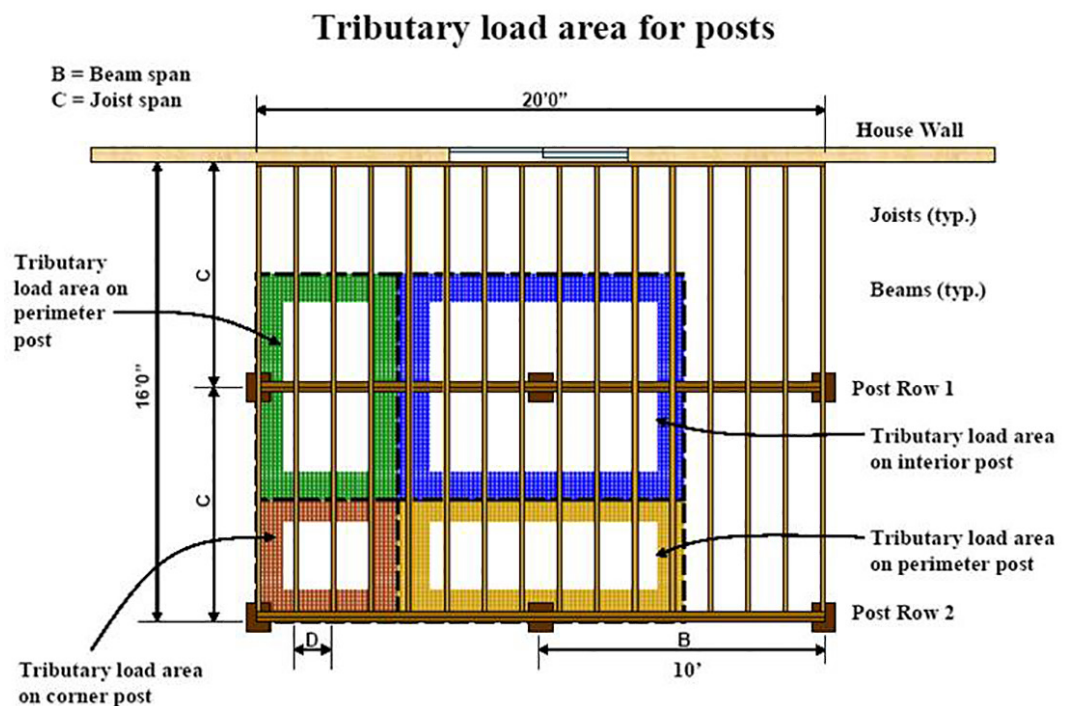 Tributary load area for posts
B = Beam span
C = Joist span
20'0”
House Wall
Joists (typ.)
Tributary
load area on
perimeter
post
C
Beams (typ.)
16'0”
Post Row 1
Tributary load area
on interior post
C
Tributary load area
on perimeter post
Post Row 2
D
B
10’
Tributary load area
on corner post